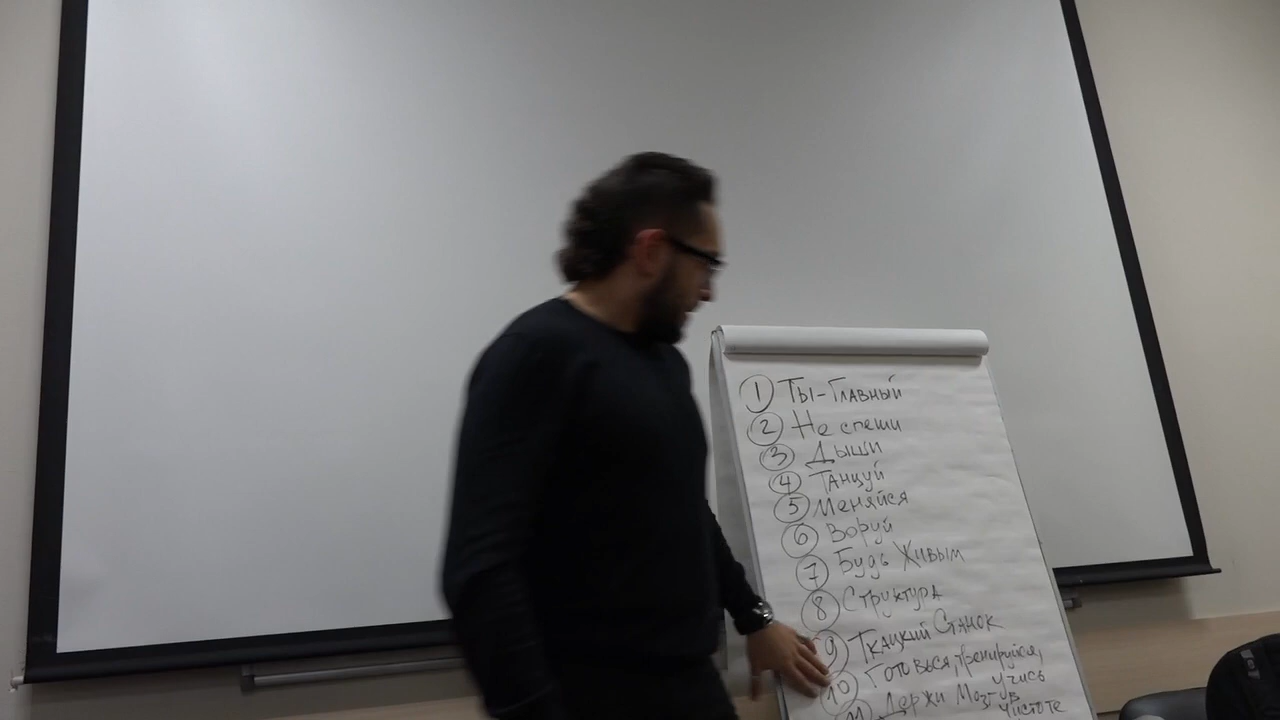 1 Ты-Главный
2 Не спеши
3 Дыши
4 Танцуй
5 Меняйся
6 Воруй
7 Будь Живым
8 Структура
9 Ткацкий Станок
10 Готовься, тренируйся,
учись
11 Держи Мозг в
чистоте